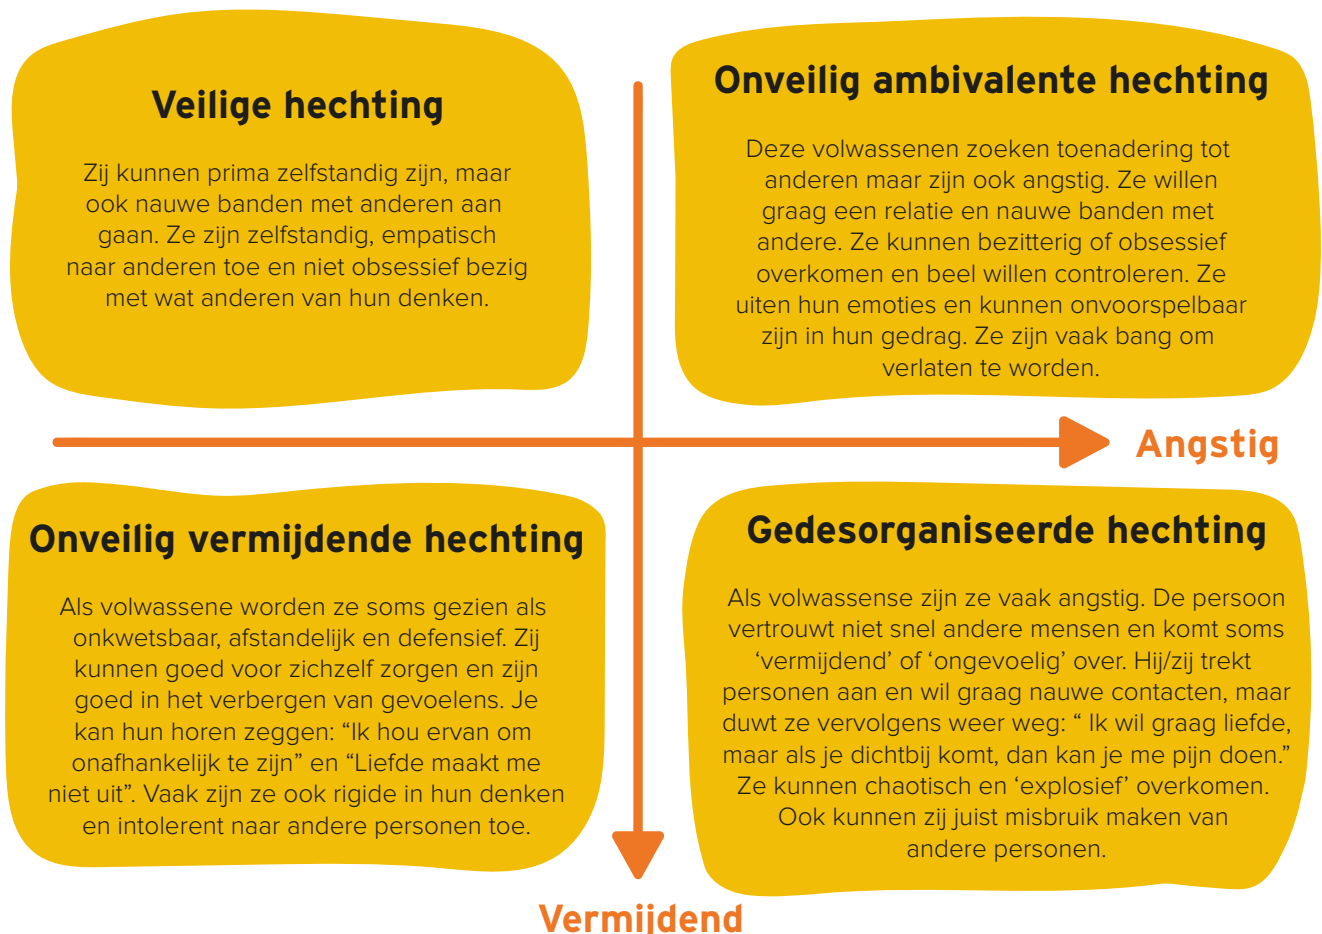 Veilige hechting
Zij kunnen prima zelfstandig zijn, maar
ook nauwe banden met anderen aan
gaan. Ze zijn zelfstandig, empatisch
naar anderen toe en niet obsessief bezig
met wat anderen van hun denken.
Onveilig ambivalente hechting
Deze volwassenen zoeken toenadering tot
anderen maar zijn ook angstig. Ze willen
graag een relatie en nauwe banden met
andere. Ze kunnen bezitterig of obsessief
overkomen en beel willen controleren. Ze
uiten hun emoties en kunnen onvoorspelbaar
zijn in hun gedrag. Ze zijn vaak bang om
verlaten te worden.
Angstig
Onveilig vermijdende hechting
Als volwassene worden ze soms gezien als
onkwetsbaar, afstandelijk en defensief. Zij
kunnen goed voor zichzelf zorgen en zijn
goed in het verbergen van gevoelens. Je
kan hun horen zeggen: “Ik hou ervan om
onafhankelijk te zijn” en “Liefde maakt me
niet uit”. Vaak zijn ze ook rigide in hun denken
en intolerent naar andere personen toe.
Gedesorganiseerde hechting
Als volwassense zijn ze vaak angstig. De persoon
vertrouwt niet snel andere mensen en komt soms
‘vermijdend’ of ‘ongevoelig’ over. Hij/zij trekt
personen aan en wil graag nauwe contacten, maar
duwt ze vervolgens weer weg: “ Ik wil graag liefde,
maar als je dichtbij komt, dan kan je me pijn doen.”
Ze kunnen chaotisch en ‘explosief’ overkomen.
Ook kunnen zij juist misbruik maken van
andere personen.
Vermijdend